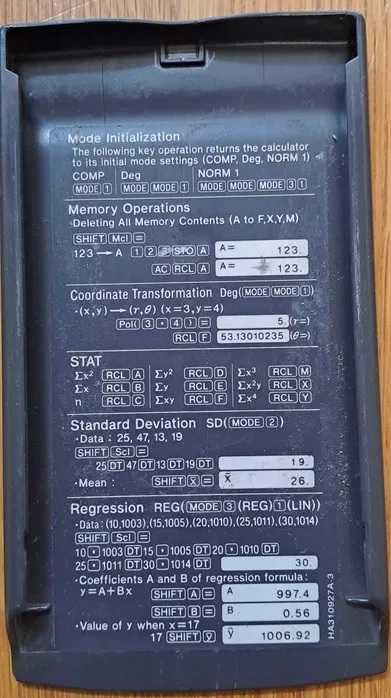 Mode Initialization
The following key operation returns the calculator
to its initial mode settings (COMP, Deg, NORM 1)
COMP Deg NORM 1
MODE 1 MODE MODE 1 MODE MODE MODE 3 1
Memory Operations
·Deleting All Memory Contents (A to F,X,Y,M)
SHIFT Mcl =
123→A 1 2 3 STO A A= 123.
AC RCL A A= 123.
Coordinate Transformation Deg(MODE MODE 1)
·(x,y)→(r,θ) (x=3,y=4)
Pol( 3 , 4 ) = 5. (r=)
RCL F 53.13010235 (θ=)
STAT
Σx² RCL A Σy² RCL D Σx³ RCL M
Σx RCL B Σy RCL E Σx²y RCL X
n RCL C Σxy RCL F Σx⁴ RCL Y
Standard Deviation SD(MODE 2)
·Data : 25, 47, 13, 19
SHIFT Scl =
25 DT 47 DT 13 DT 19 DT 19.
·Mean : SHIFT x̄ = x̄ 26.
Regression REG(MODE 3 (REG) 1 (LIN))
·Data : (10,1003),(15,1005),(20,1010),(25,1011),(30,1014)
SHIFT Scl =
10 , 1003 DT 15 , 1005 DT 20 , 1010 DT
25 , 1011 DT 30 , 1014 DT 30.
·Coefficients A and B of regression formula:
y=A+Bx SHIFT A = A 997.4
SHIFT B = B 0.56
·Value of y when x=17
17 SHIFT ŷ ŷ 1006.92
HA310927A-3